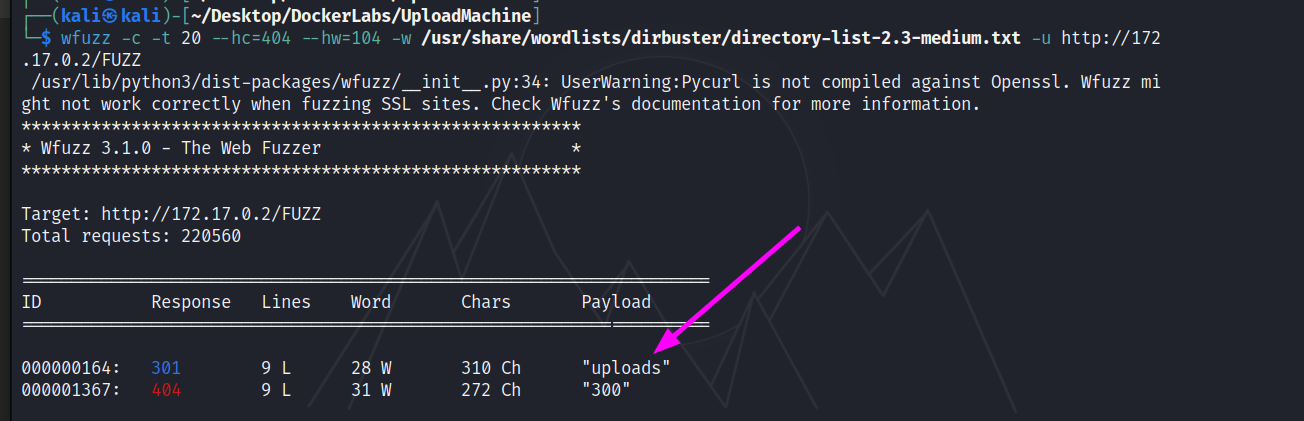 ┌──(kali㉿kali)-[~/Desktop/DockerLabs/UploadMachine]
└─$ wfuzz -c -t 20 --hc=404 --hw=104 -w /usr/share/wordlists/dirbuster/directory-list-2.3-medium.txt -u http://172
.17.0.2/FUZZ
/usr/lib/python3/dist-packages/wfuzz/__init__.py:34: UserWarning:Pycurl is not compiled against Openssl. Wfuzz mi
ght not work correctly when fuzzing SSL sites. Check Wfuzz's documentation for more information.
********************************************************
* Wfuzz 3.1.0 - The Web Fuzzer                         *
********************************************************
Target: http://172.17.0.2/FUZZ
Total requests: 220560
=====================================================================
ID           Response   Lines    Word       Chars       Payload
=====================================================================
000000164:   301        9 L      28 W       310 Ch      "uploads"
000001367:   404        9 L      31 W       272 Ch      "300"